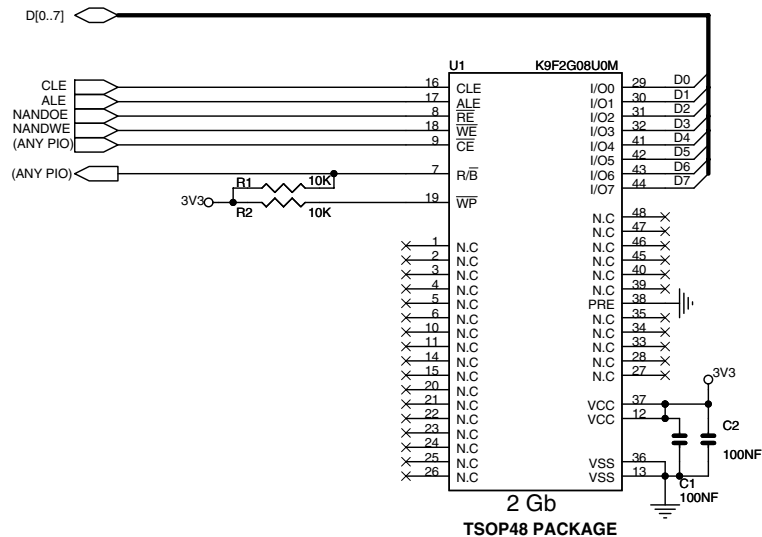 D[0..7]
U1 K9F2G08U0M
CLE 16 CLE I/O0 29 D0
ALE 17 ALE I/O1 30 D1
NANDOE 8 RE I/O2 31 D2
NANDWE 18 WE I/O3 32 D3
(ANY PIO) 9 CE I/O4 41 D4
I/O5 42 D5
(ANY PIO) 7 R/B I/O6 43 D6
I/O7 44 D7
R1 10K
3V3 19 WP
R2 10K
N.C 48
N.C 47
1 N.C N.C 46
2 N.C N.C 45
3 N.C N.C 40
4 N.C N.C 39
5 N.C PRE 38
6 N.C N.C 35
10 N.C N.C 34
11 N.C N.C 33
14 N.C N.C 28
15 N.C N.C 27
20 N.C 3V3
21 N.C VCC 37
22 N.C VCC 12
23 N.C C2
24 N.C 100NF
25 N.C VSS 36
26 N.C VSS 13
C1
100NF
2 Gb
TSOP48 PACKAGE